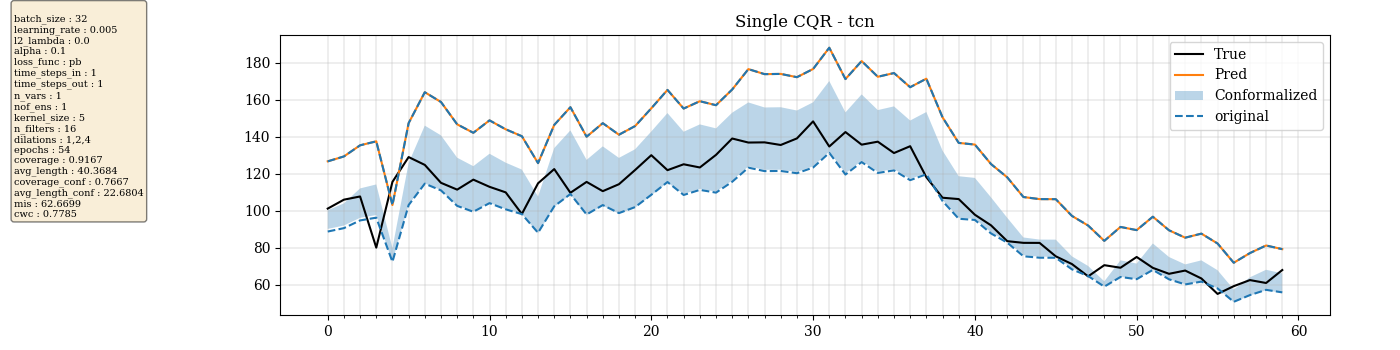 batch_size : 32
learning_rate : 0.005
l2_lambda : 0.0
alpha : 0.1
loss_func : pb
time_steps_in : 1
time_steps_out : 1
n_vars : 1
nof_ens : 1
kernel_size : 5
n_filters : 16
dilations : 1,2,4
epochs : 54
coverage : 0.9167
avg_length : 40.3684
coverage_conf : 0.7667
avg_length_conf : 22.6804
mis : 62.6699
cwc : 0.7785
Single CQR - tcn
True
Pred
Conformalized
original
180
160
140
120
100
80
60
0 10 20 30 40 50 60